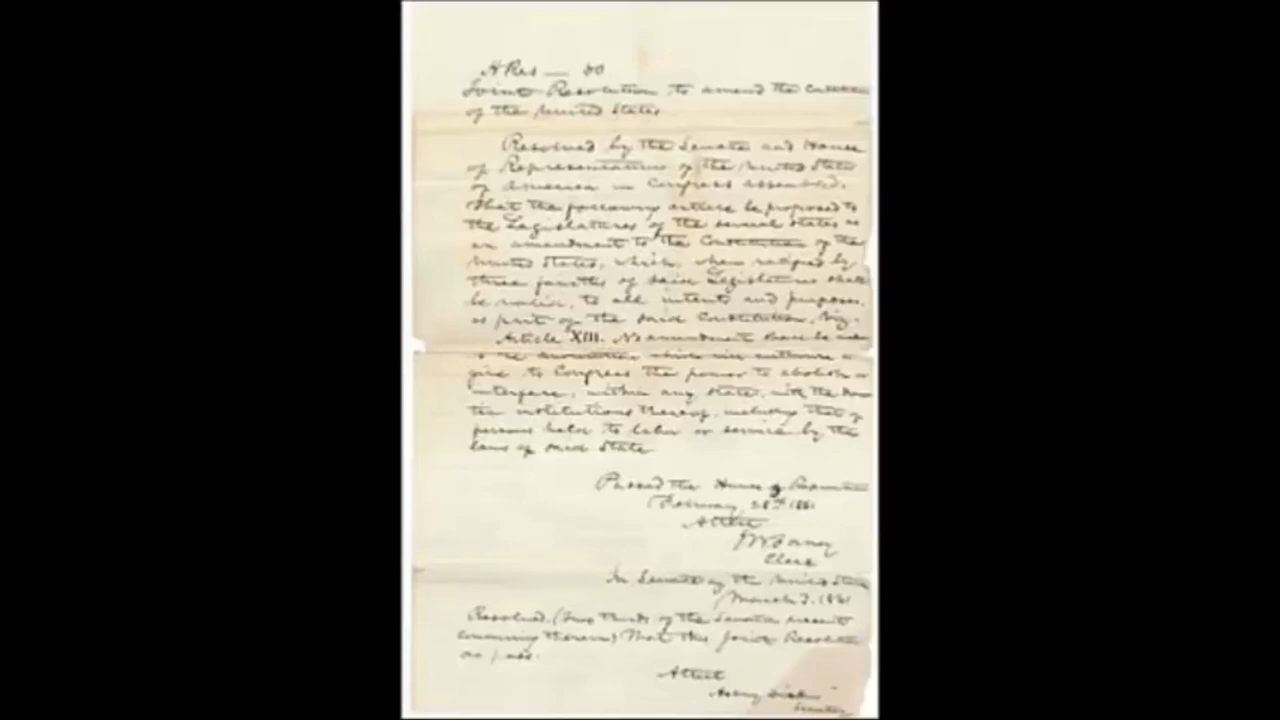 H Res — 80
Joint Resolution to amend the
of the United States
Resolved by the Senate and House
of Representatives of the United States
of America in Congress assembled,
That the following article be proposed to
the Legislatures of the several states as
an amendment to the Constitution of the
United States, which, when ratified by
three fourths of said Legislatures shall
be valid, to all intents and purposes,
as part of the said Constitution, Viz.
Article XIII. No amendment shall be made
to the Constitution which will authorize or
give to Congress the power to abolish or
interfere, within any State, with the
institutions thereof, including that of
persons held to labor or service by the
laws of said State
Passed the House of
February 28th 1861
Attest
J W Forney
Clerk
In Senate of the United States
March 2. 1861
Resolved, (two thirds of the Senators present
concurring therein) That this Joint Resolution
do pass.
Attest
Asbury
Secretary